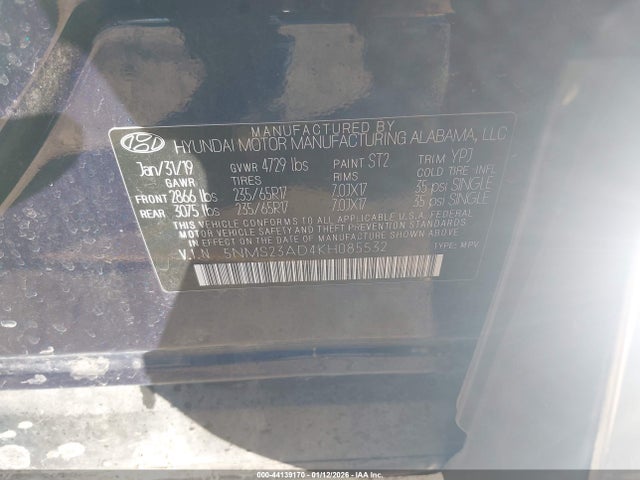 MANUFACTURED BY
HYUNDAI MOTOR MANUFACTURING ALABAMA, LLC
Jan/31/19 GVWR 4729 lbs PAINT ST2 TRIM YPJ
GAWR TIRES RIMS COLD TIRE INFL
FRONT 2866 lbs 235/65R17 7.0JX17 35 psi SINGLE
REAR 3075 lbs 235/65R17 7.0JX17 35 psi SINGLE
THIS VEHICLE CONFORMS TO ALL APPLICABLE U.S.A. FEDERAL
MOTOR VEHICLE SAFETY, BUMPER, AND THEFT PREVENTION
STANDARDS IN EFFECT ON THE DATE OF MANUFACTURE SHOWN ABOVE.
V.I.N 5NMS23AD4KH085532 TYPE: MPV
000-44139170 - 01/12/2026 - IAAI.com